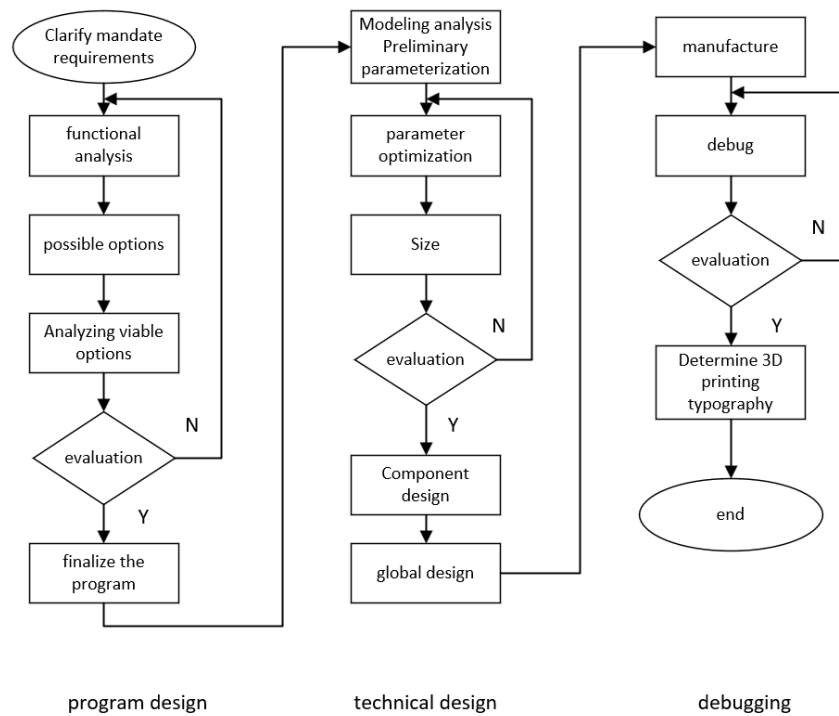 Clarify mandate
requirements
functional
analysis
possible options
Analyzing viable
options
evaluation
N
Y
finalize the
program
program design
Modeling analysis
Preliminary
parameterization
parameter
optimization
Size
evaluation
N
Y
Component
design
global design
technical design
manufacture
debug
evaluation
N
Y
Determine 3D
printing
typography
end
debugging